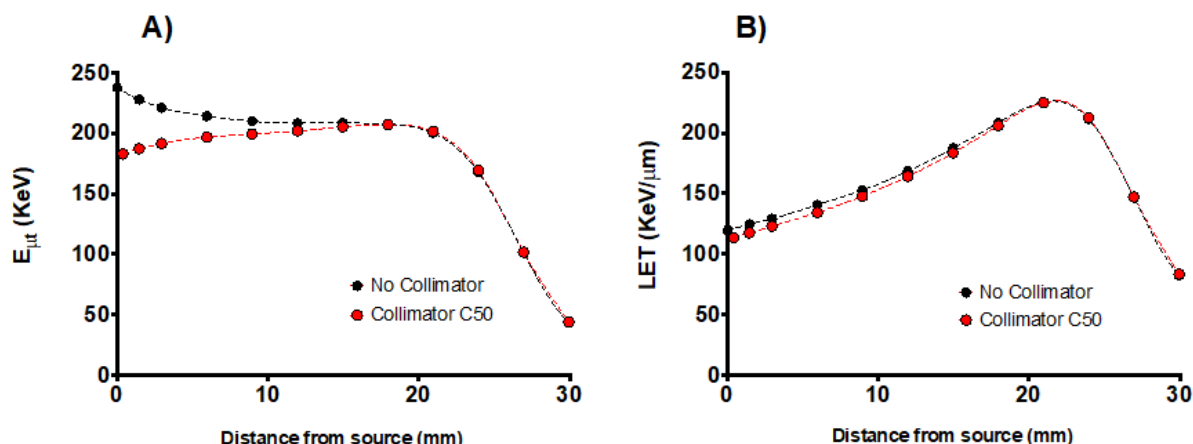 A)
E_μt (KeV)
250
200
150
100
50
0
0
10
20
30
No Collimator
Collimator C50
Distance from source (mm)
B)
LET (KeV/μm)
250
200
150
100
50
0
0
10
20
30
No Collimator
Collimator C50
Distance from source (mm)